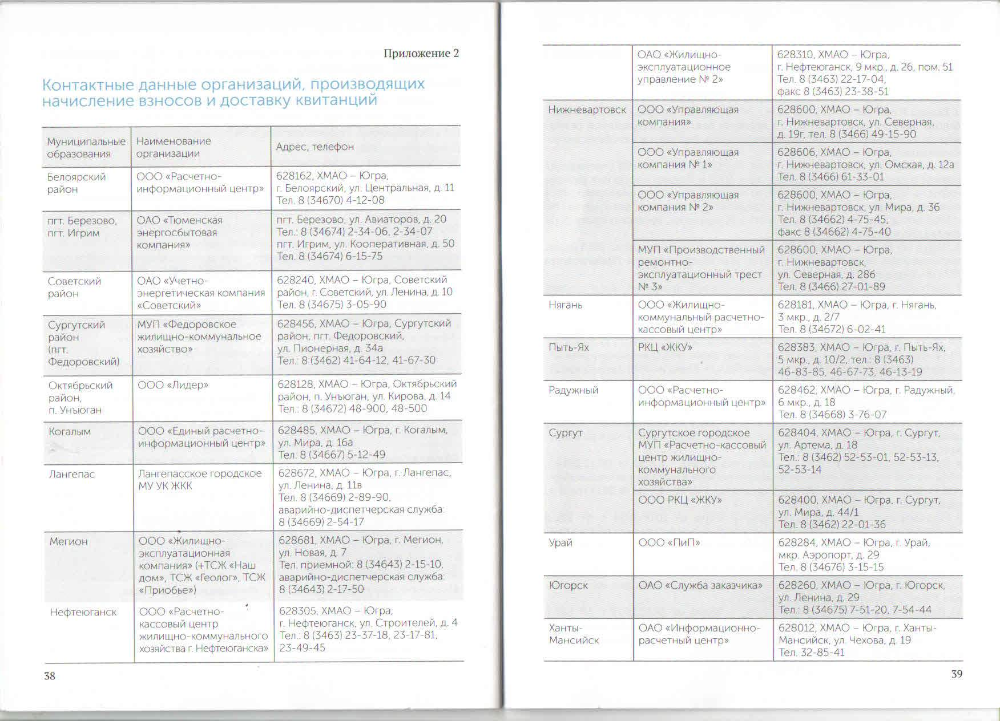 Приложение 2
Контактные данные организаций, производящих
начисление взносов и доставку квитанций
Муниципальные
образования
Наименование
организации
Адрес, телефон
Белоярский
район
ООО «Расчетно-
информационный центр»
628162, ХМАО – Югра,
г. Белоярский, ул. Центральная, д. 11
Тел. 8 (34670) 4-12-08
пгт. Березово,
пгт. Игрим
ОАО «Тюменская
энергосбытовая
компания»
пгт. Березово, ул. Авиаторов, д. 20
Тел.: 8 (34674) 2-34-06, 2-34-07
пгт. Игрим, ул. Кооперативная, д. 50
Тел. 8 (34674) 6-15-75
Советский
район
ОАО «Учетно-
энергетическая компания
«Советский»
628240, ХМАО – Югра, Советский
район, г. Советский, ул. Ленина, д. 10
Тел. 8 (34675) 3-05-90
Сургутский
район
(пгт.
Федоровский)
МУП «Федоровское
жилищно-коммунальное
хозяйство»
628456, ХМАО – Югра, Сургутский
район, пгт. Федоровский,
ул. Пионерная, д. 34а
Тел.: 8 (3462) 41-64-12, 41-67-30
Октябрьский
район,
п. Унъюган
ООО «Лидер»
628128, ХМАО – Югра, Октябрьский
район, п. Унъюган, ул. Кирова, д. 14
Тел.: 8 (34672) 48-900, 48-500
Когалым
ООО «Единый расчетно-
информационный центр»
628485, ХМАО – Югра, г. Когалым,
ул. Мира, д. 16а
Тел. 8 (34667) 5-12-49
Лангепас
Лангепасское городское
МУ УК ЖКК
628672, ХМАО – Югра, г. Лангепас,
ул. Ленина, д. 11в
Тел. 8 (34669) 2-89-90,
аварийно-диспетчерская служба:
8 (34669) 2-54-17
Мегион
ООО «Жилищно-
эксплуатационная
компания» (+ТСЖ «Наш
дом», ТСЖ «Геолог», ТСЖ
«Приобье»)
628681, ХМАО – Югра, г. Мегион,
ул. Новая, д. 7
Тел. приемной: 8 (34643) 2-15-10,
аварийно-диспетчерская служба:
8 (34643) 2-17-50
Нефтеюганск
ООО «Расчетно-
кассовый центр
жилищно-коммунального
хозяйства г. Нефтеюганска»
628305, ХМАО – Югра,
г. Нефтеюганск, ул. Строителей, д. 4
Тел.: 8 (3463) 23-37-18, 23-17-81,
23-49-45
38
ОАО «Жилищно-
эксплуатационное
управление № 2»
628310, ХМАО – Югра,
г. Нефтеюганск, 9 мкр., д. 26, пом. 51
Тел. 8 (3463) 22-17-04,
факс 8 (3463) 23-38-51
Нижневартовск
ООО «Управляющая
компания»
628600, ХМАО – Югра,
г. Нижневартовск, ул. Северная,
д. 19г, тел. 8 (3466) 49-15-90
ООО «Управляющая
компания № 1»
628606, ХМАО – Югра,
г. Нижневартовск, ул. Омская, д. 12а
Тел. 8 (3466) 61-33-01
ООО «Управляющая
компания № 2»
628600, ХМАО – Югра,
г. Нижневартовск, ул. Мира, д. 36
Тел. 8 (34662) 4-75-45,
факс 8 (34662) 4-75-40
МУП «Производственный
ремонтно-
эксплуатационный трест
№ 3»
628600, ХМАО – Югра,
г. Нижневартовск,
ул. Северная, д. 28б
Тел. 8 (3466) 27-01-89
Нягань
ООО «Жилищно-
коммунальный расчетно-
кассовый центр»
628181, ХМАО – Югра, г. Нягань,
3 мкр., д. 2/7
Тел. 8 (34672) 6-02-41
Пыть-Ях
РКЦ «ЖКУ»
628383, ХМАО – Югра, г. Пыть-Ях,
5 мкр., д. 10/2, тел.: 8 (3463)
46-83-85, 46-67-73, 46-13-19
Радужный
ООО «Расчетно-
информационный центр»
628462, ХМАО – Югра, г. Радужный,
6 мкр., д. 18
Тел. 8 (34668) 3-76-07
Сургут
Сургутское городское
МУП «Расчетно-кассовый
центр жилищно-
коммунального
хозяйства»
628404, ХМАО – Югра, г. Сургут,
ул. Артема, д. 18
Тел.: 8 (3462) 52-53-01, 52-53-13,
52-53-14
ООО РКЦ «ЖКУ»
628400, ХМАО – Югра, г. Сургут,
ул. Мира, д. 44/1
Тел. 8 (3462) 22-01-36
Урай
ООО «ПиП»
628284, ХМАО – Югра, г. Урай,
мкр. Аэропорт, д. 29
Тел. 8 (34676) 3-15-15
Югорск
ОАО «Служба заказчика»
628260, ХМАО – Югра, г. Югорск,
ул. Ленина, д. 29
Тел.: 8 (34675) 7-51-20, 7-54-44
Ханты-
Мансийск
ОАО «Информационно-
расчетный центр»
628012, ХМАО – Югра, г. Ханты-
Мансийск, ул. Чехова, д. 19
Тел. 32-85-41
39